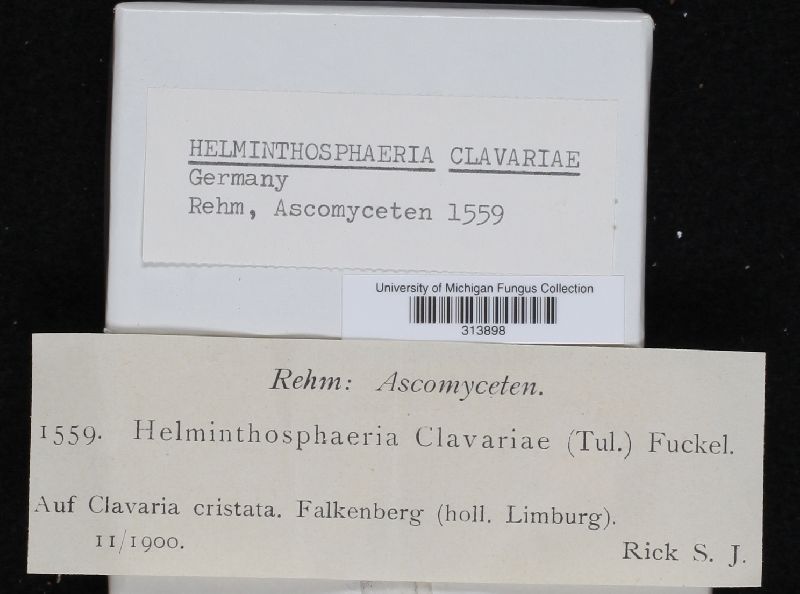 HELMINTHOSPHAERIA CLAVARIAE
Germany
Rehm, Ascomyceten 1559
University of Michigan Fungus Collection
313898
Rehm: Ascomyceten.
1559. Helminthosphaeria Clavariae (Tul.) Fuckel.
Auf Clavaria cristata. Falkenberg (holl. Limburg).
11/1900.
Rick S. J.